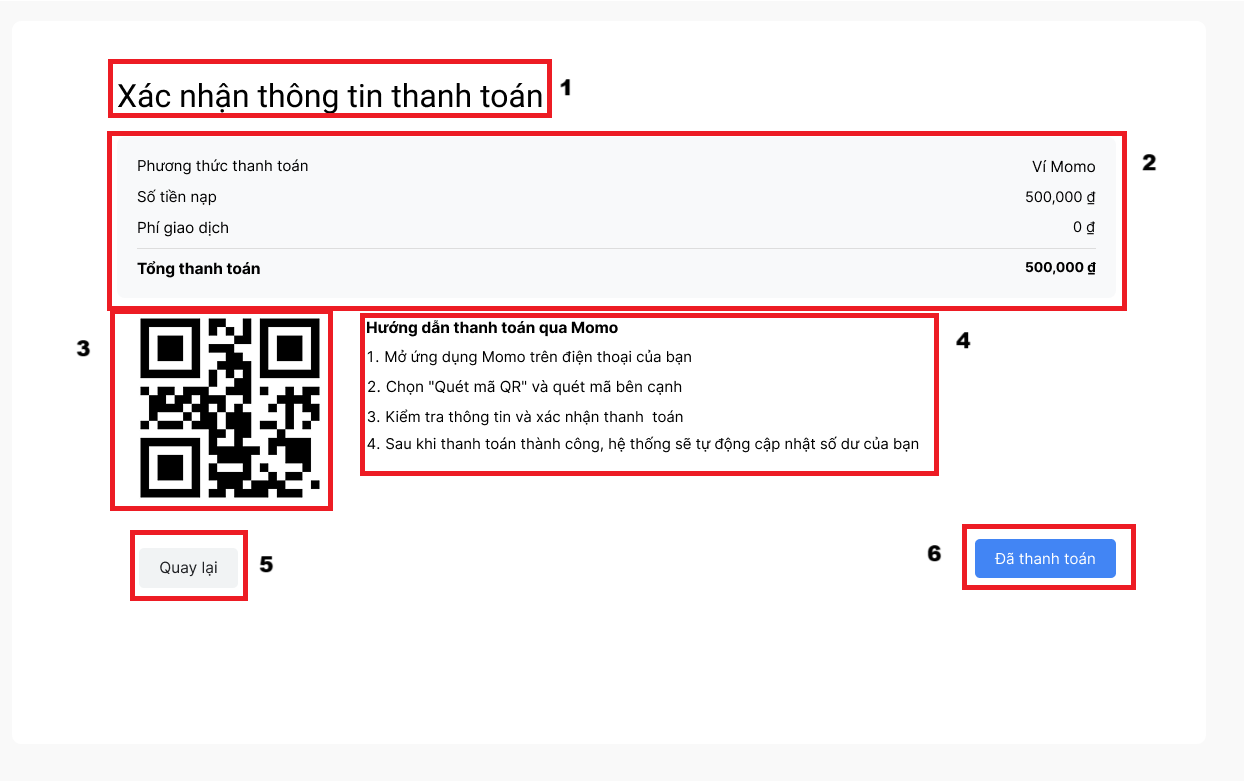 Xác nhận thông tin thanh toán 1
Phương thức thanh toán Ví Momo 2
Số tiền nạp 500,000 ₫
Phí giao dịch 0 ₫
Tổng thanh toán 500,000 ₫
3
Hướng dẫn thanh toán qua Momo 4
1. Mở ứng dụng Momo trên điện thoại của bạn
2. Chọn "Quét mã QR" và quét mã bên cạnh
3. Kiểm tra thông tin và xác nhận thanh toán
4. Sau khi thanh toán thành công, hệ thống sẽ tự động cập nhật số dư của bạn
Quay lại 5
6 Đã thanh toán